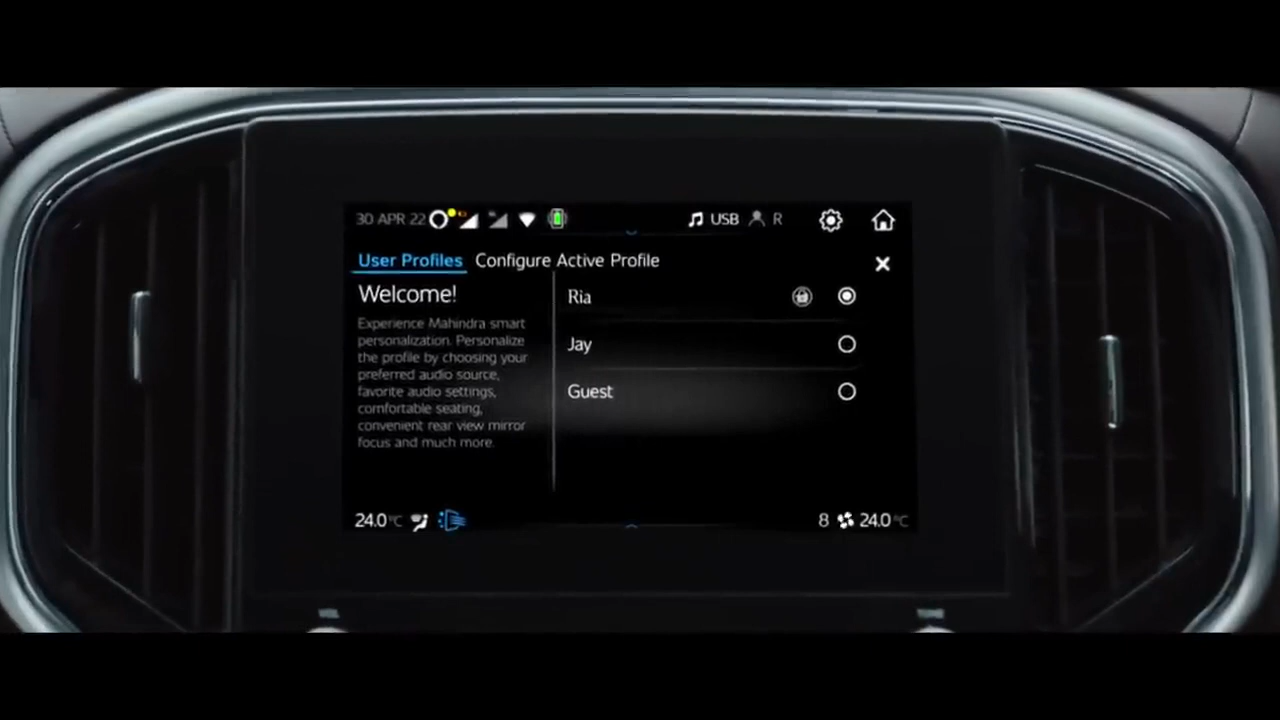 30 APR 22 USB R
User Profiles Configure Active Profile
Welcome!
Experience Mahindra smart
personalization. Personalize
the profile by choosing your
preferred audio source,
favorite audio settings,
comfortable seating,
convenient rear view mirror
focus and much more.
Ria
Jay
Guest
24.0°C 8 24.0°C
VOL